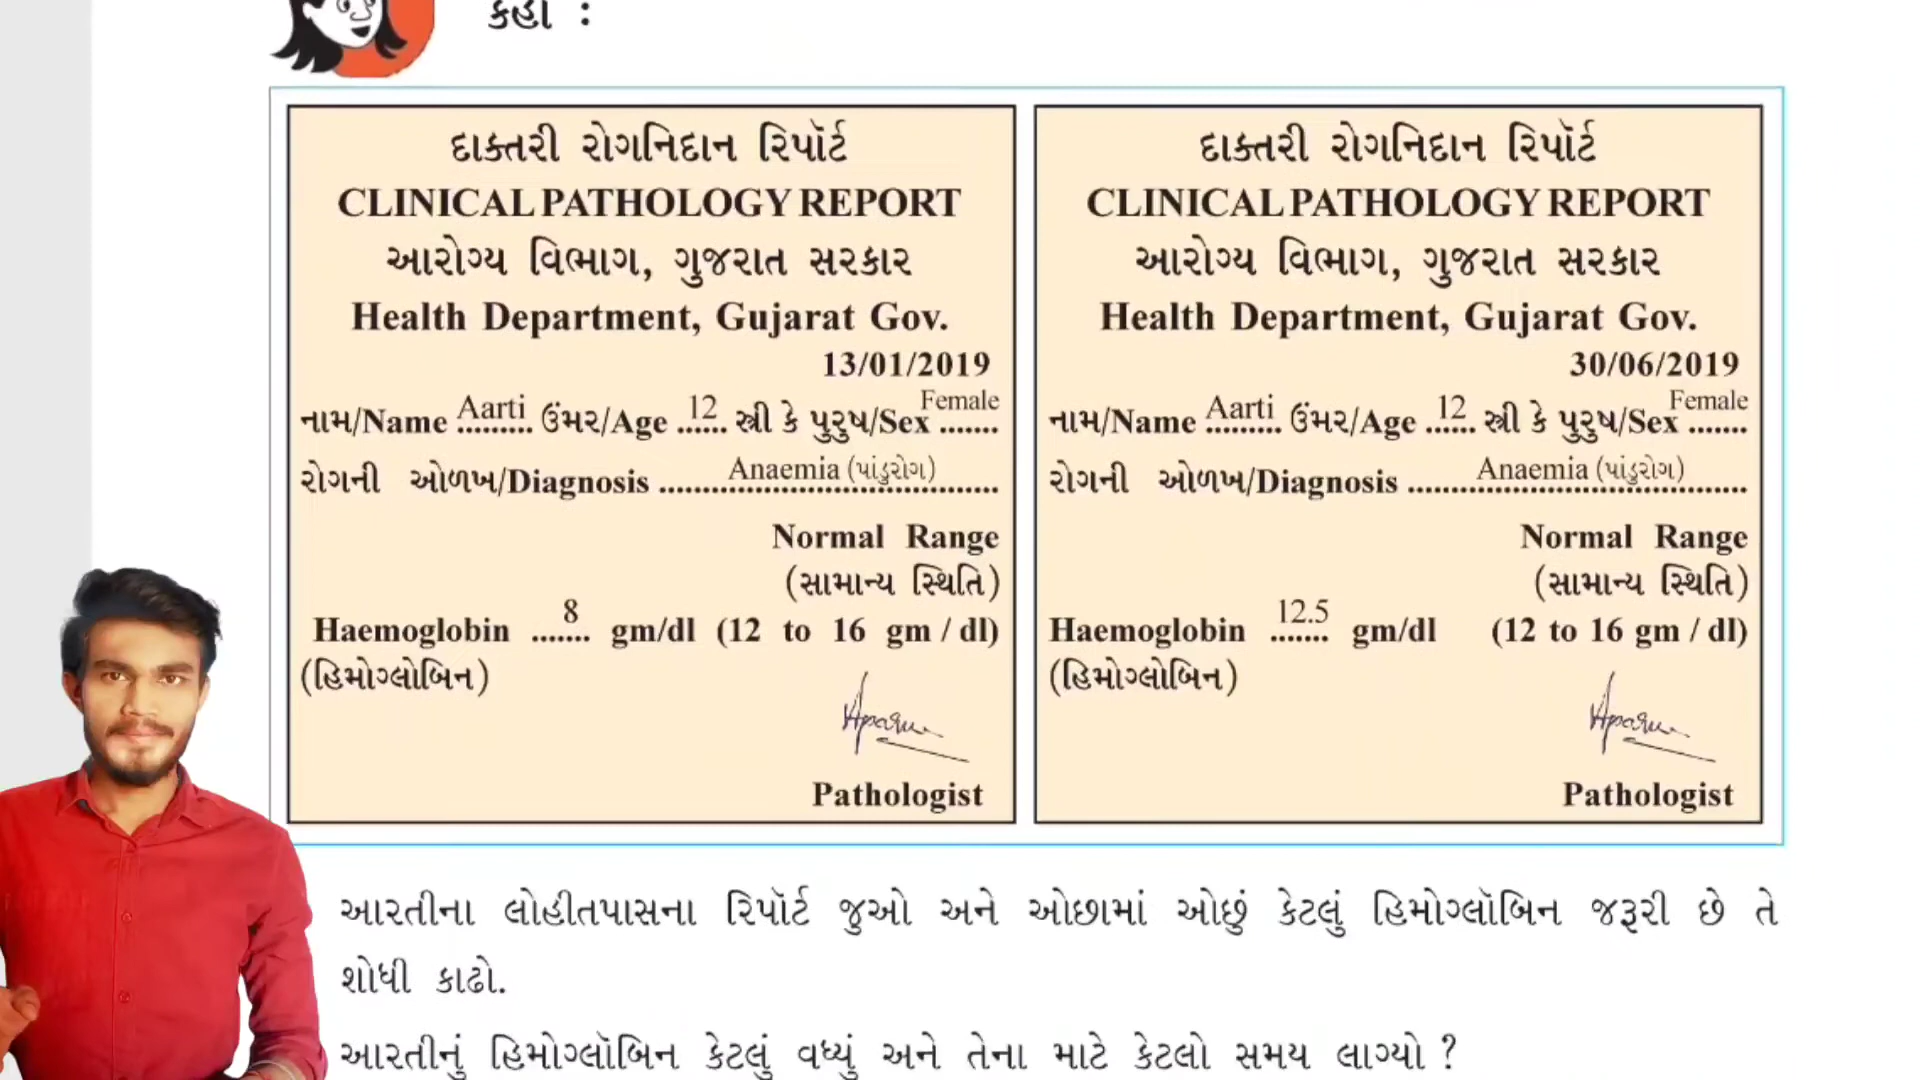 કહો :
દાક્તરી રોગનિદાન રિપૉર્ટ
CLINICAL PATHOLOGY REPORT
આરોગ્ય વિભાગ, ગુજરાત સરકાર
Health Department, Gujarat Gov.
13/01/2019
નામ/Name Aarti ઉંમર/Age 12 સ્ત્રી કે પુરુષ/Sex Female
રોગની ઓળખ/Diagnosis Anaemia (પાંડુરોગ)
Normal Range
(સામાન્ય સ્થિતિ)
Haemoglobin 8 gm/dl (12 to 16 gm / dl)
(હિમોગ્લોબિન)
Pathologist
દાક્તરી રોગનિદાન રિપૉર્ટ
CLINICAL PATHOLOGY REPORT
આરોગ્ય વિભાગ, ગુજરાત સરકાર
Health Department, Gujarat Gov.
30/06/2019
નામ/Name Aarti ઉંમર/Age 12 સ્ત્રી કે પુરુષ/Sex Female
રોગની ઓળખ/Diagnosis Anaemia (પાંડુરોગ)
Normal Range
(સામાન્ય સ્થિતિ)
Haemoglobin 12.5 gm/dl (12 to 16 gm / dl)
(હિમોગ્લોબિન)
Pathologist
આરતીના લોહીતપાસના રિપૉર્ટ જુઓ અને ઓછામાં ઓછું કેટલું હિમોગ્લૉબિન જરૂરી છે તે
શોધી કાઢો.
આરતીનું હિમોગ્લૉબિન કેટલું વધ્યું અને તેના માટે કેટલો સમય લાગ્યો ?